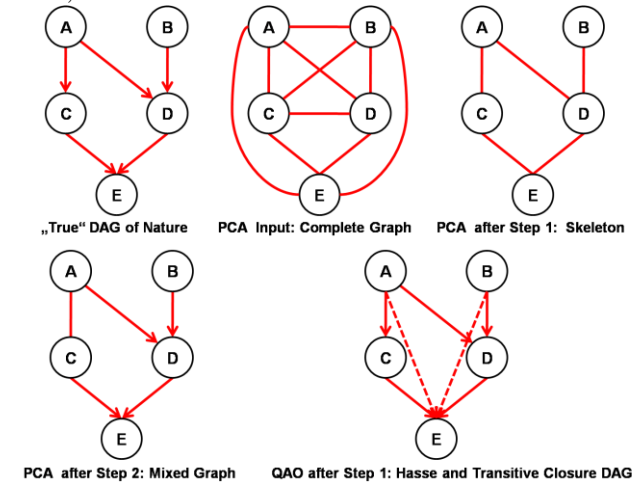 A B A B A B
C D C D C D
E E E
„True“ DAG of Nature PCA Input: Complete Graph PCA after Step 1: Skeleton
A B A B
C D C D
E E
PCA after Step 2: Mixed Graph QAO after Step 1: Hasse and Transitive Closure DAG